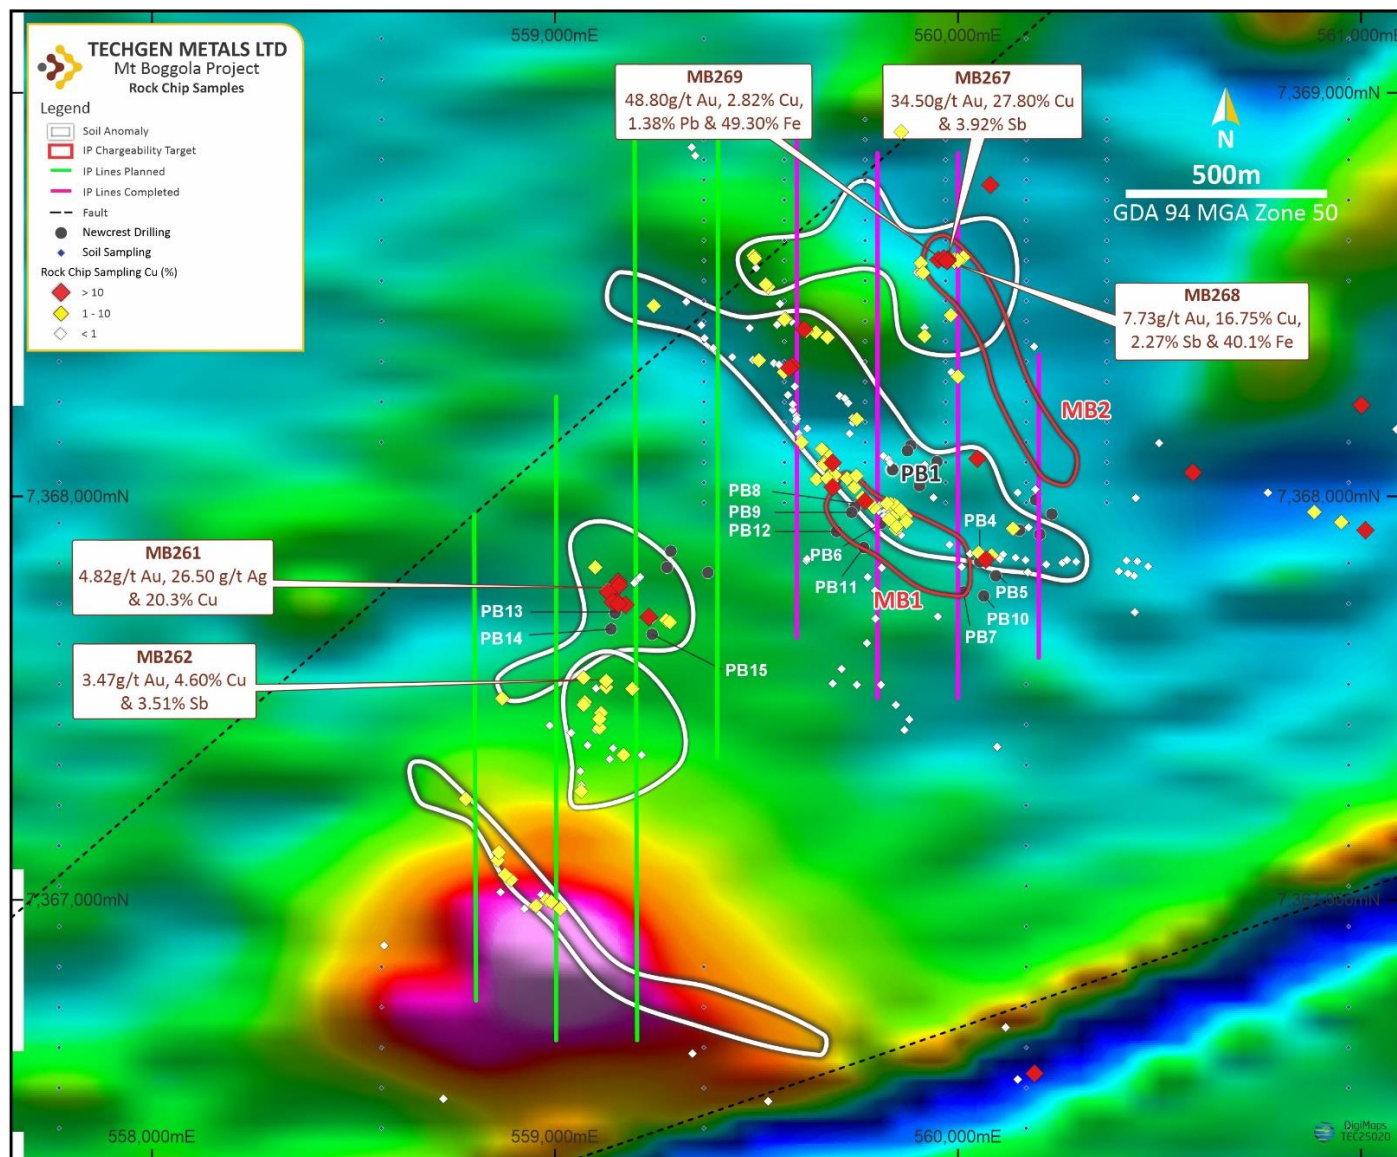 559,000mE
560,000mE
561,000mE
TECHGEN METALS LTD
Mt Boggola Project
Rock Chip Samples
Legend
Soil Anomaly
IP Chargeability Target
IP Lines Planned
IP Lines Completed
Fault
Newcrest Drilling
Soil Sampling
Rock Chip Sampling Cu (%)
> 10
1 - 10
< 1
MB269
48.80g/t Au, 2.82% Cu,
1.38% Pb & 49.30% Fe
MB267
34.50g/t Au, 27.80% Cu
& 3.92% Sb
7,369,000mN
N
500m
GDA 94 MGA Zone 50
MB268
7.73g/t Au, 16.75% Cu,
2.27% Sb & 40.1% Fe
MB2
PB1
7,368,000mN
7,368,000mN
PB8
PB9
PB12
PB6
PB11
PB4
PB5
PB10
PB7
MB1
MB261
4.82g/t Au, 26.50 g/t Ag
& 20.3% Cu
PB13
PB14
PB15
MB262
3.47g/t Au, 4.60% Cu
& 3.51% Sb
7,367,000mN
7,367,000mN
558,000mE
559,000mE
560,000mE
DigiMaps
TEC25020